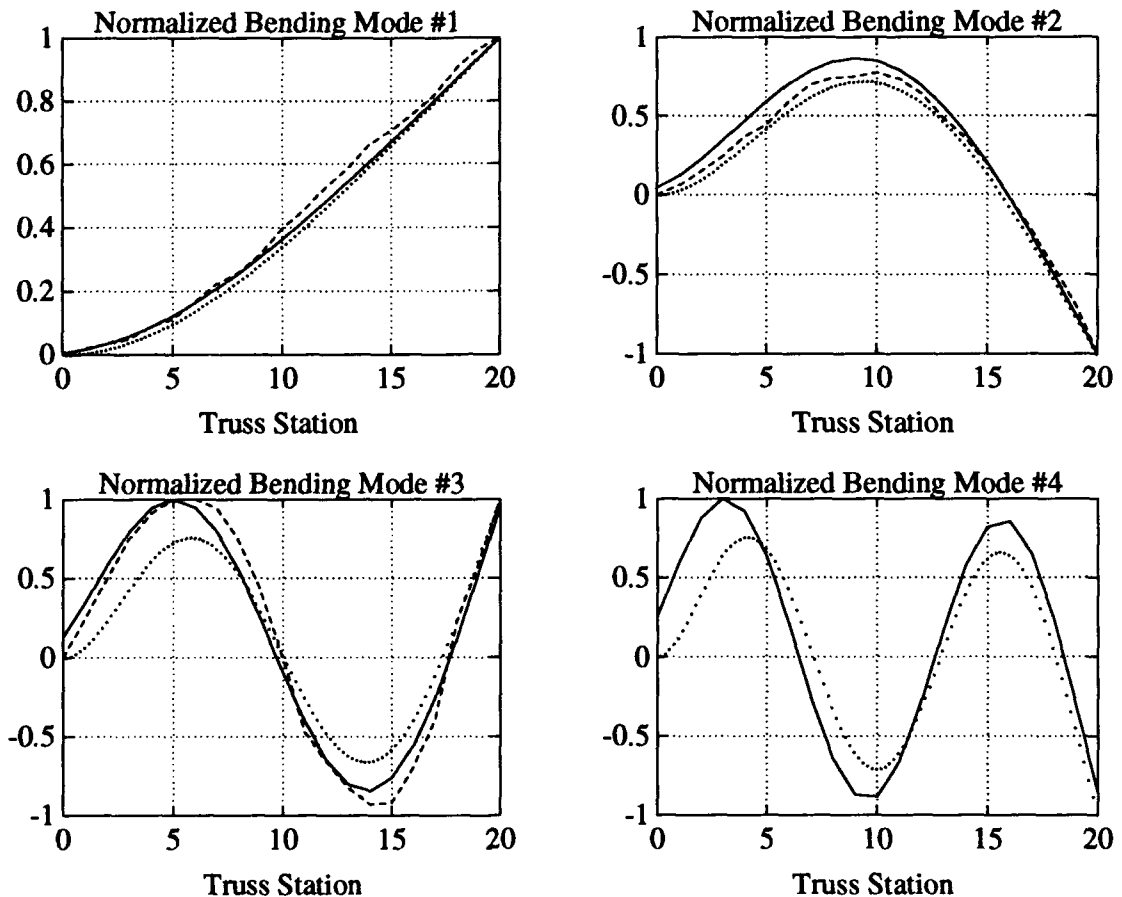 Normalized Bending Mode #1
1
0.8
0.6
0.4
0.2
0
0 5 10 15 20
Truss Station
Normalized Bending Mode #2
1
0.5
0
-0.5
-1
0 5 10 15 20
Truss Station
Normalized Bending Mode #3
1
0.5
0
-0.5
-1
0 5 10 15 20
Truss Station
Normalized Bending Mode #4
1
0.5
0
-0.5
-1
0 5 10 15 20
Truss Station